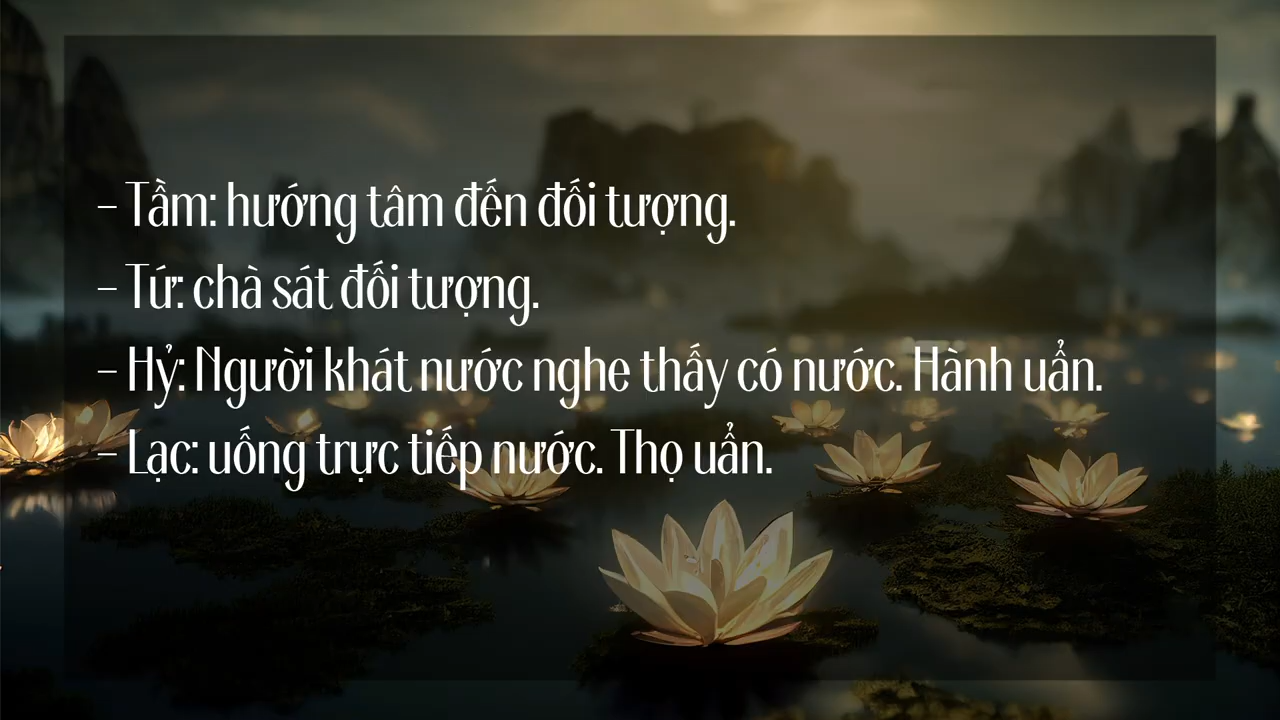 – Tầm: hướng tâm đến đối tượng.
– Tứ: chà sát đối tượng.
– Hỷ: Người khát nước nghe thấy có nước. Hành uẩn.
– Lạc: uống trực tiếp nước. Thọ uẩn.